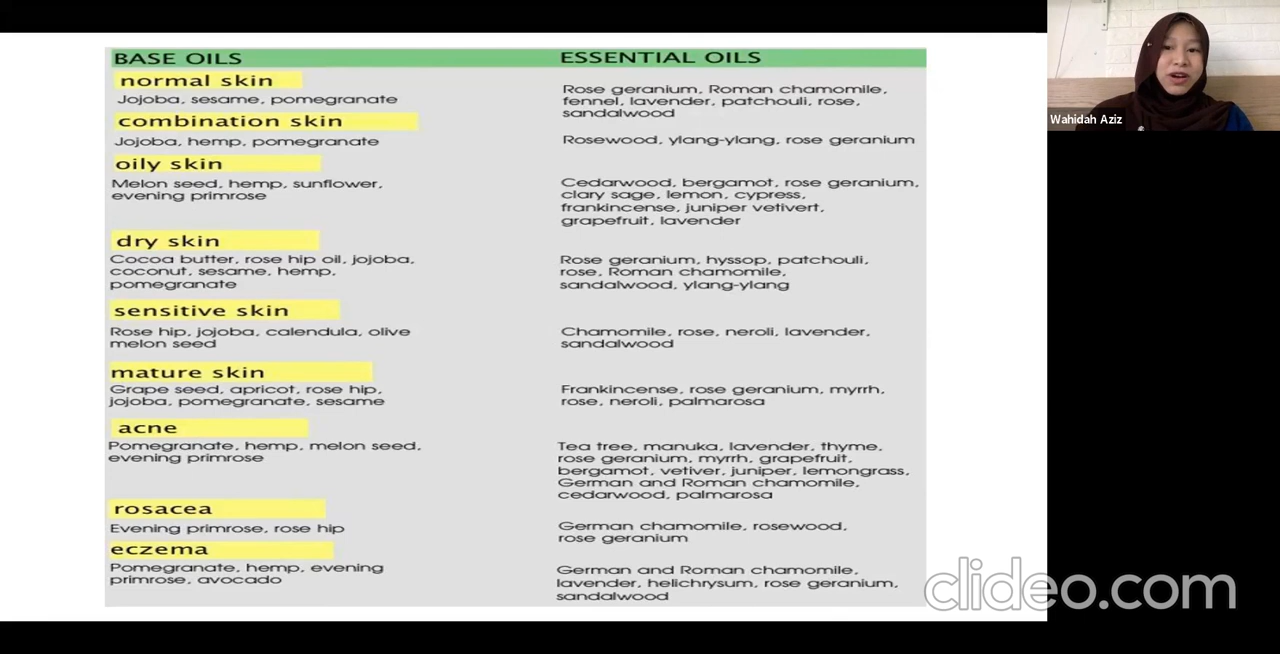 BASE OILS
ESSENTIAL OILS
normal skin
Jojoba, sesame, pomegranate
Rose geranium, Roman chamomile,
fennel, lavender, patchouli, rose,
sandalwood
combination skin
Jojoba, hemp, pomegranate
Rosewood, ylang-ylang, rose geranium
oily skin
Melon seed, hemp, sunflower,
evening primrose
Cedarwood, bergamot, rose geranium,
clary sage, lemon, cypress,
frankincense, juniper vetivert,
grapefruit, lavender
dry skin
Cocoa butter, rose hip oil, jojoba,
coconut, sesame, hemp,
pomegranate
Rose geranium, hyssop, patchouli,
rose, Roman chamomile,
sandalwood, ylang-ylang
sensitive skin
Rose hip, jojoba, calendula, olive
melon seed
Chamomile, rose, neroli, lavender,
sandalwood
mature skin
Grape seed, apricot, rose hip,
jojoba, pomegranate, sesame
Frankincense, rose geranium, myrrh,
rose, neroli, palmarosa
acne
Pomegranate, hemp, melon seed,
evening primrose
Tea tree, manuka, lavender, thyme,
rose geranium, myrrh, grapefruit,
bergamot, vetiver, juniper, lemongrass,
German and Roman chamomile,
cedarwood, palmarosa
rosacea
Evening primrose, rose hip
German chamomile, rosewood,
rose geranium
eczema
Pomegranate, hemp, evening
primrose, avocado
German and Roman chamomile,
lavender, helichrysum, rose geranium,
sandalwood
Wahidah Aziz
clideo.com